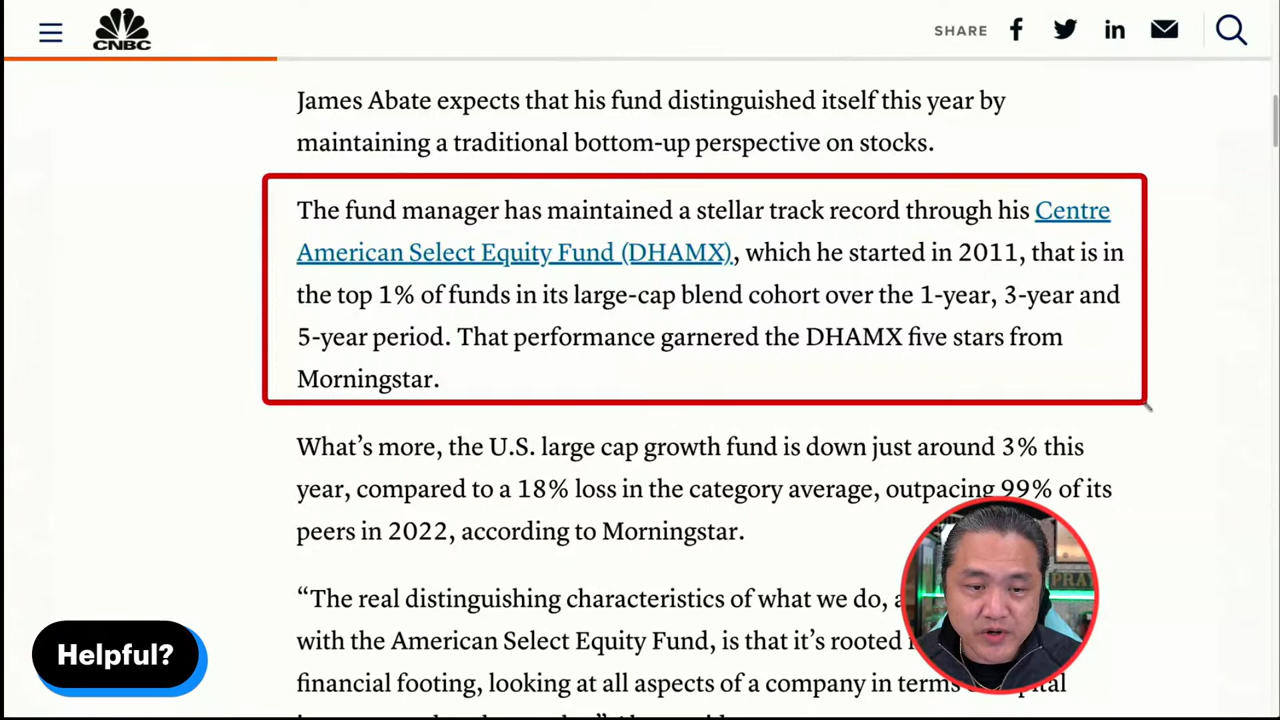 CNBC
SHARE
James Abate expects that his fund distinguished itself this year by
maintaining a traditional bottom-up perspective on stocks.
The fund manager has maintained a stellar track record through his Centre
American Select Equity Fund (DHAMX), which he started in 2011, that is in
the top 1% of funds in its large-cap blend cohort over the 1-year, 3-year and
5-year period. That performance garnered the DHAMX five stars from
Morningstar.
What’s more, the U.S. large cap growth fund is down just around 3% this
year, compared to a 18% loss in the category average, outpacing 99% of its
peers in 2022, according to Morningstar.
“The real distinguishing characteristics of what we do,
with the American Select Equity Fund, is that it’s rooted
financial footing, looking at all aspects of a company in terms
Helpful?